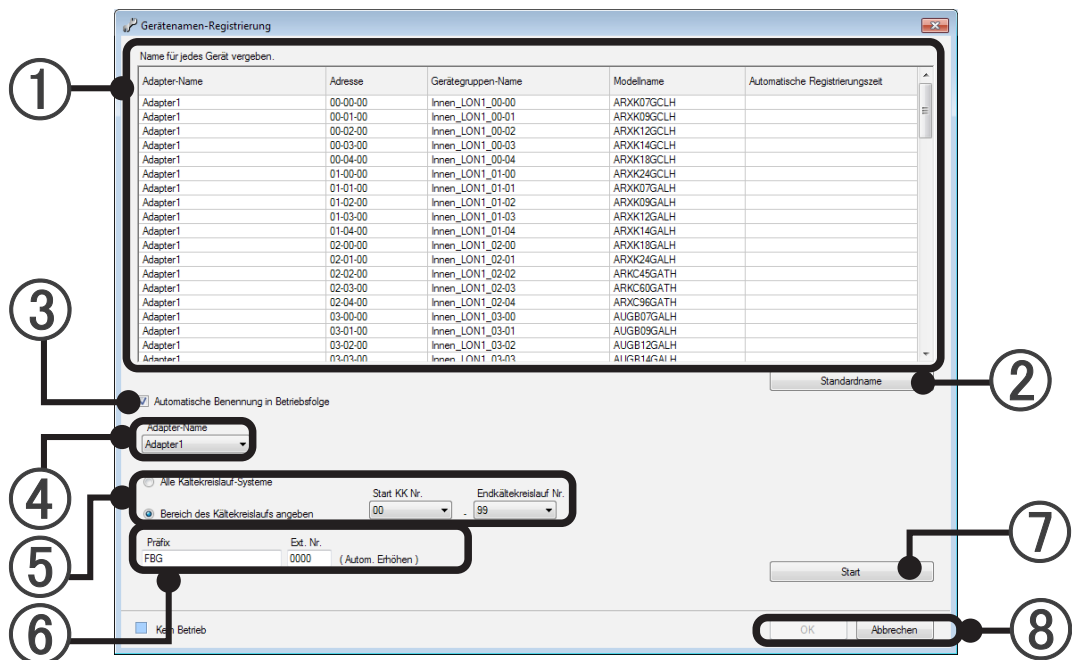 Gerätenamen-Registrierung
Name für jedes Gerät vergeben.
Adapter-Name Adresse Gerätegruppen-Name Modellname Automatische Registrierungszeit
Adapter1 00-00-00 Innen_LON1_00-00 ARXK07GCLH
Adapter1 00-01-00 Innen_LON1_00-01 ARXK09GCLH
Adapter1 00-02-00 Innen_LON1_00-02 ARXK12GCLH
Adapter1 00-03-00 Innen_LON1_00-03 ARXK14GCLH
Adapter1 00-04-00 Innen_LON1_00-04 ARXK18GCLH
Adapter1 01-00-00 Innen_LON1_01-00 ARXK24GCLH
Adapter1 01-01-00 Innen_LON1_01-01 ARXK07GALH
Adapter1 01-02-00 Innen_LON1_01-02 ARXK09GALH
Adapter1 01-03-00 Innen_LON1_01-03 ARXK12GALH
Adapter1 01-04-00 Innen_LON1_01-04 ARXK14GALH
Adapter1 02-00-00 Innen_LON1_02-00 ARXK18GALH
Adapter1 02-01-00 Innen_LON1_02-01 ARXK24GALH
Adapter1 02-02-00 Innen_LON1_02-02 ARKC45GATH
Adapter1 02-03-00 Innen_LON1_02-03 ARKC60GATH
Adapter1 02-04-00 Innen_LON1_02-04 ARXC96GATH
Adapter1 03-00-00 Innen_LON1_03-00 AUGB07GALH
Adapter1 03-01-00 Innen_LON1_03-01 AUGB09GALH
Adapter1 03-02-00 Innen_LON1_03-02 AUGB12GALH
Adapter1 03-03-00 Innen_LON1_03-03 AUGB14GALH
1
Standardname
2
3
Automatische Benennung in Betriebsfolge
Adapter-Name
Adapter1
4
Alle Kältekreislauf-Systeme
Start KK Nr. Endkältekreislauf Nr.
Bereich des Kältekreislaufs angeben 00 - 99
5
Präfix Ext. Nr.
FBG 0000 ( Autom. Erhöhen )
6
Start
7
Kein Betrieb
OK Abbrechen
8